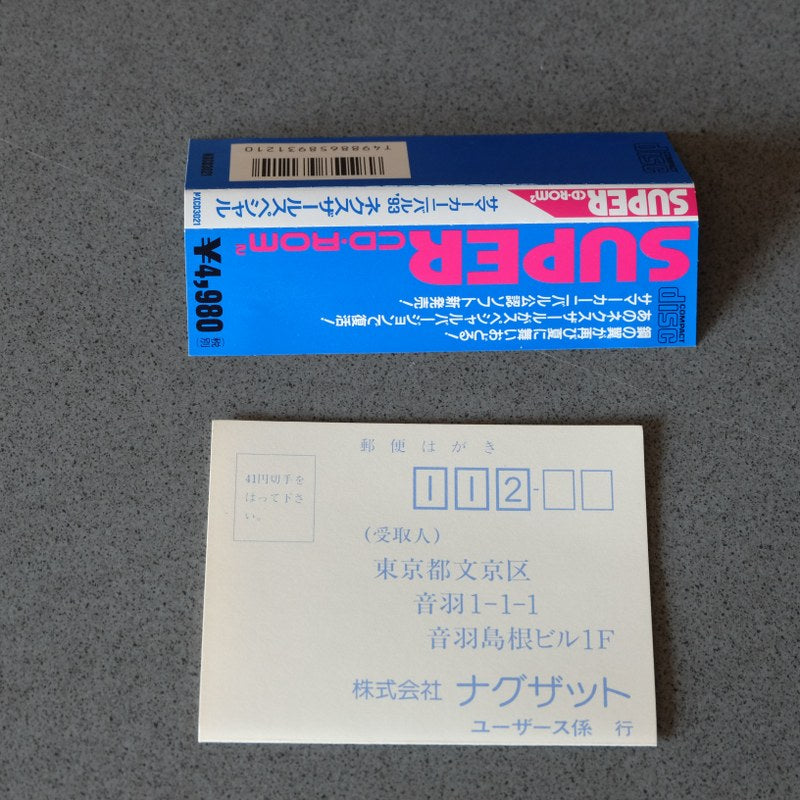 T4988658931210
NXCD3021
SUPER CD・ROM²
サマーカーニバル'93 ネクスザールスペシャル
NXCD3021
COMPACT
disc
SUPER
CD・ROM²
¥4,980
(税別)
鋼の翼が再び夏に舞いおどる!
あのネクスザールがスペシャルバージョンで復活!
サマーカーニバル公認ソフト新発売!
郵便はがき
41円切手を
はって下さ
い。
112-
(受取人)
東京都文京区
音羽1-1-1
音羽島根ビル1F
株式会社 ナグザット
ユーザース係 行